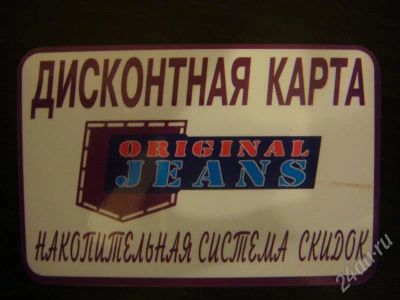 ДИСКОНТНАЯ КАРТА
ORIGINAL
JEANS
НАКОПИТЕЛЬНАЯ СИСТЕМА СКИДОК
24au.ru